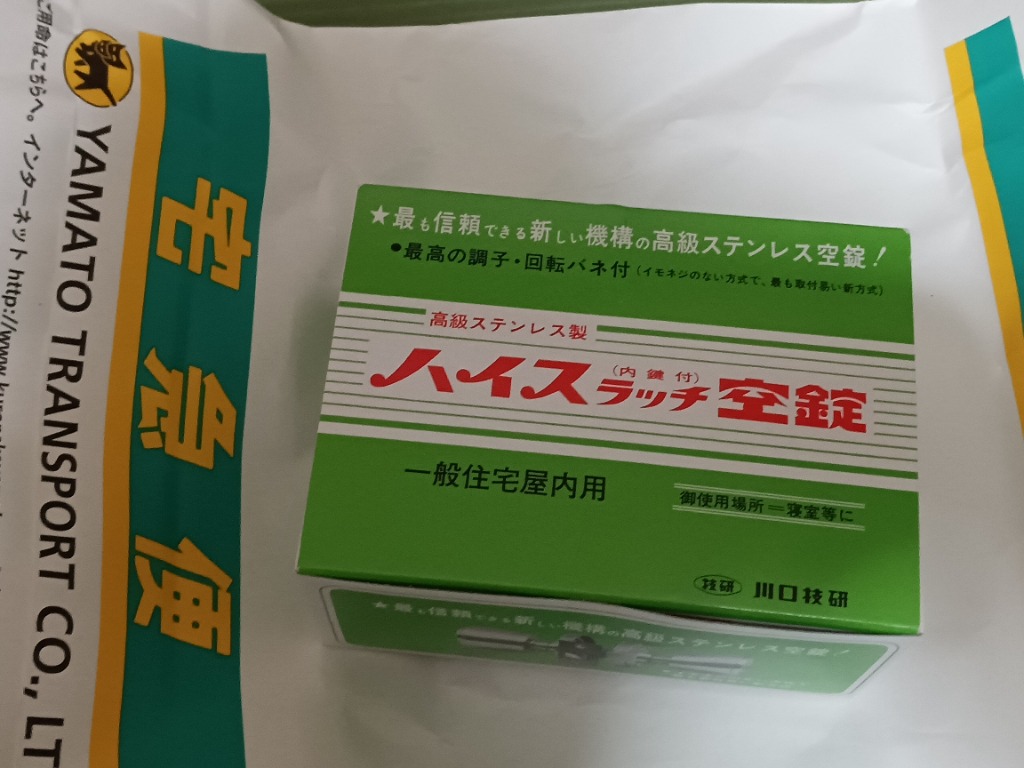 ご用命はこちらへ。インターネット http://www.kuronek
YAMATO TRANSPORT CO., LT
宅急便
★最も信頼できる新しい機構の高級ステンレス空錠！
●最高の調子・回転バネ付(イモネジのない方式で、最も取付易い新方式)
高級ステンレス製
ハイスラッチ空錠
(内鍵付)
一般住宅屋内用
御使用場所＝寝室等に
技研 川口技研
★最も信頼できる新しい機構の高級ステンレス空錠！